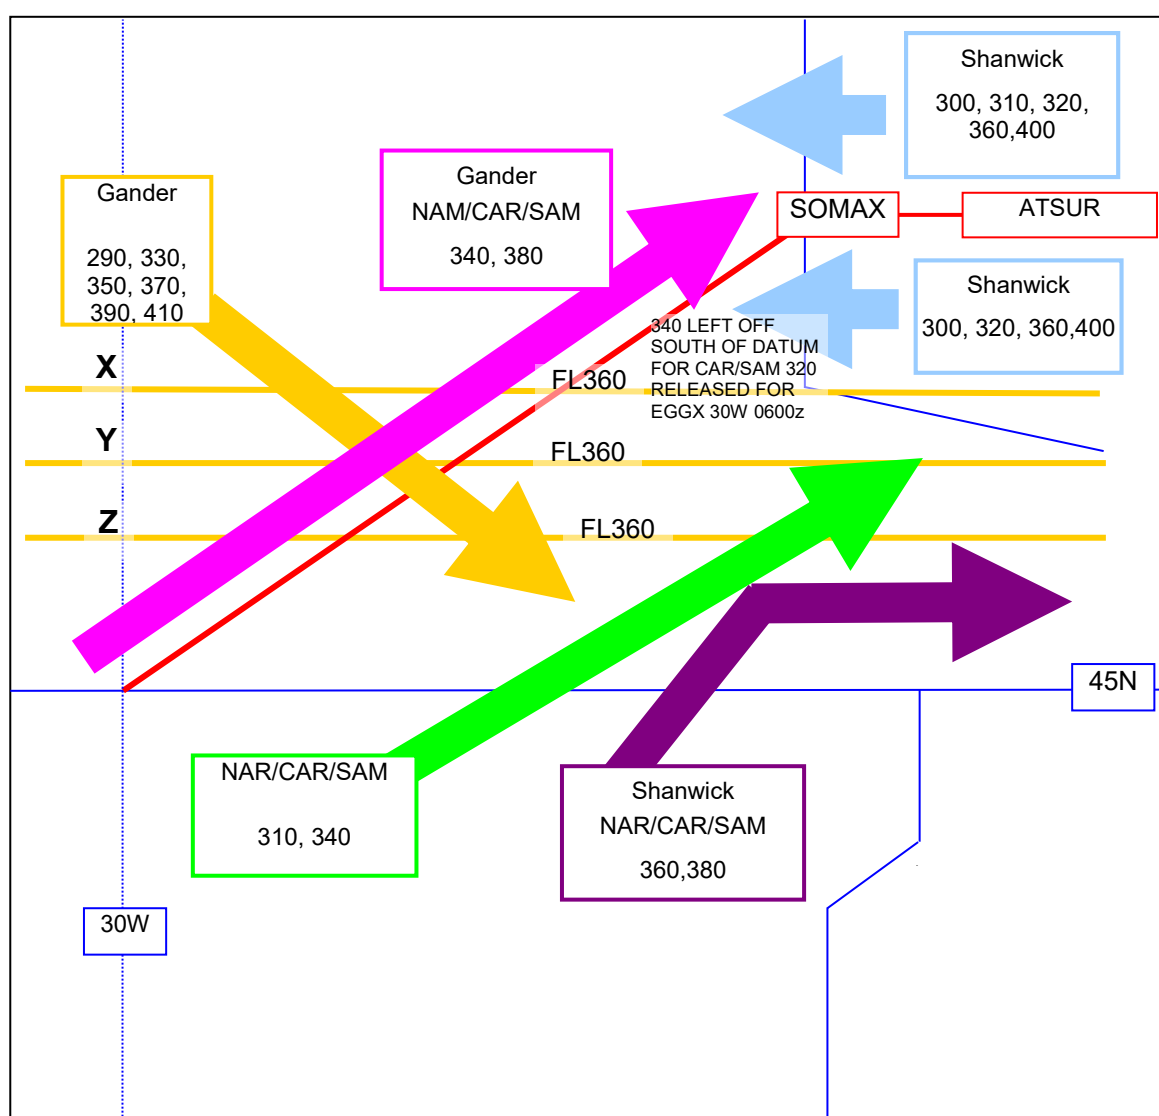 Shanwick
300, 310, 320,
360,400
Gander
NAM/CAR/SAM
340, 380
Gander
290, 330,
350, 370,
390, 410
SOMAX
ATSUR
Shanwick
300, 320, 360,400
340 LEFT OFF
SOUTH OF DATUM
FOR CAR/SAM 320
RELEASED FOR
EGGX 30W 0600z
X
FL360
Y
FL360
Z
FL360
45N
NAR/CAR/SAM
310, 340
Shanwick
NAR/CAR/SAM
360,380
30W